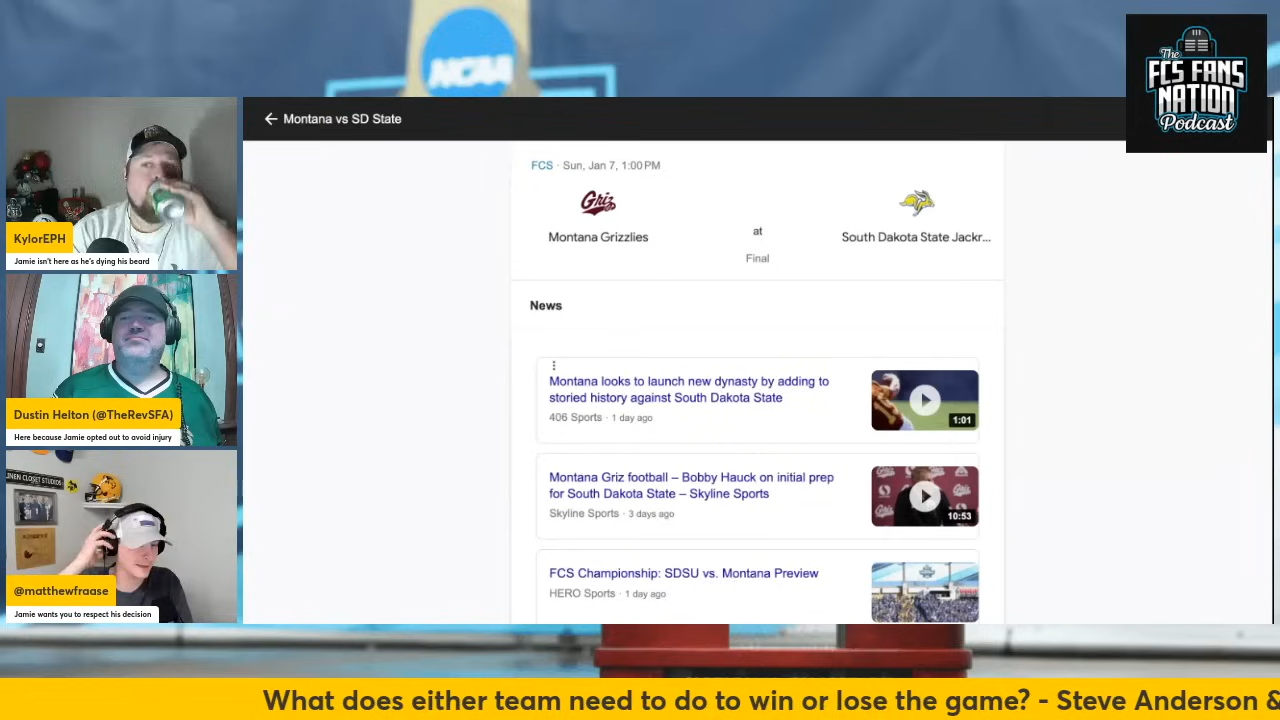 NCAA
The
FCS FANS
NATION
Podcast
Montana vs SD State
FCS · Sun, Jan 7, 1:00 PM
Griz
Montana Grizzlies
at
South Dakota State Jackr...
Final
News
Montana looks to launch new dynasty by adding to
storied history against South Dakota State
406 Sports · 1 day ago
1:01
Montana Griz football – Bobby Hauck on initial prep
for South Dakota State – Skyline Sports
Skyline Sports · 3 days ago
10:53
FCS Championship: SDSU vs. Montana Preview
HERO Sports · 1 day ago
KylorEPH
Jamie isn't here as he's dying his beard
Dustin Helton (@TheRevSFA)
Here because Jamie opted out to avoid injury
LINEN CLOSET STUDIOS
@matthewfraase
Jamie wants you to respect his decision
What does either team need to do to win or lose the game? - Steve Anderson &